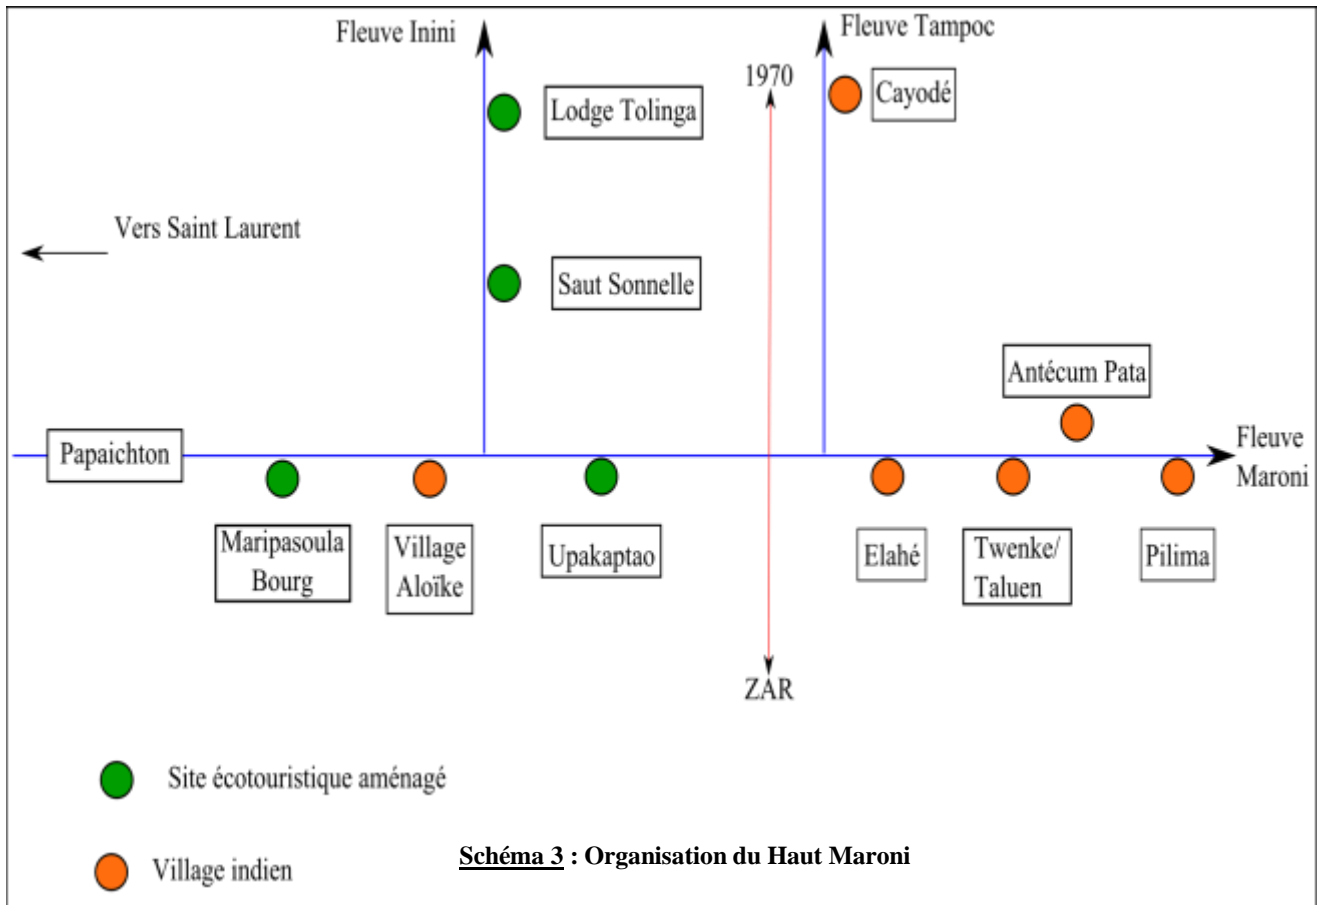 Fleuve Inini
Fleuve Tampoc
1970
Cayodé
Lodge Tolinga
Vers Saint Laurent
Saut Sonnelle
Antécum Pata
Papaichton
Fleuve
Maroni
Maripasoula
Bourg
Village
Aloïke
Upakaptao
Elahé
Twenke/
Taluen
Pilima
ZAR
Site écotouristique aménagé
Village indien
Schéma 3 : Organisation du Haut Maroni